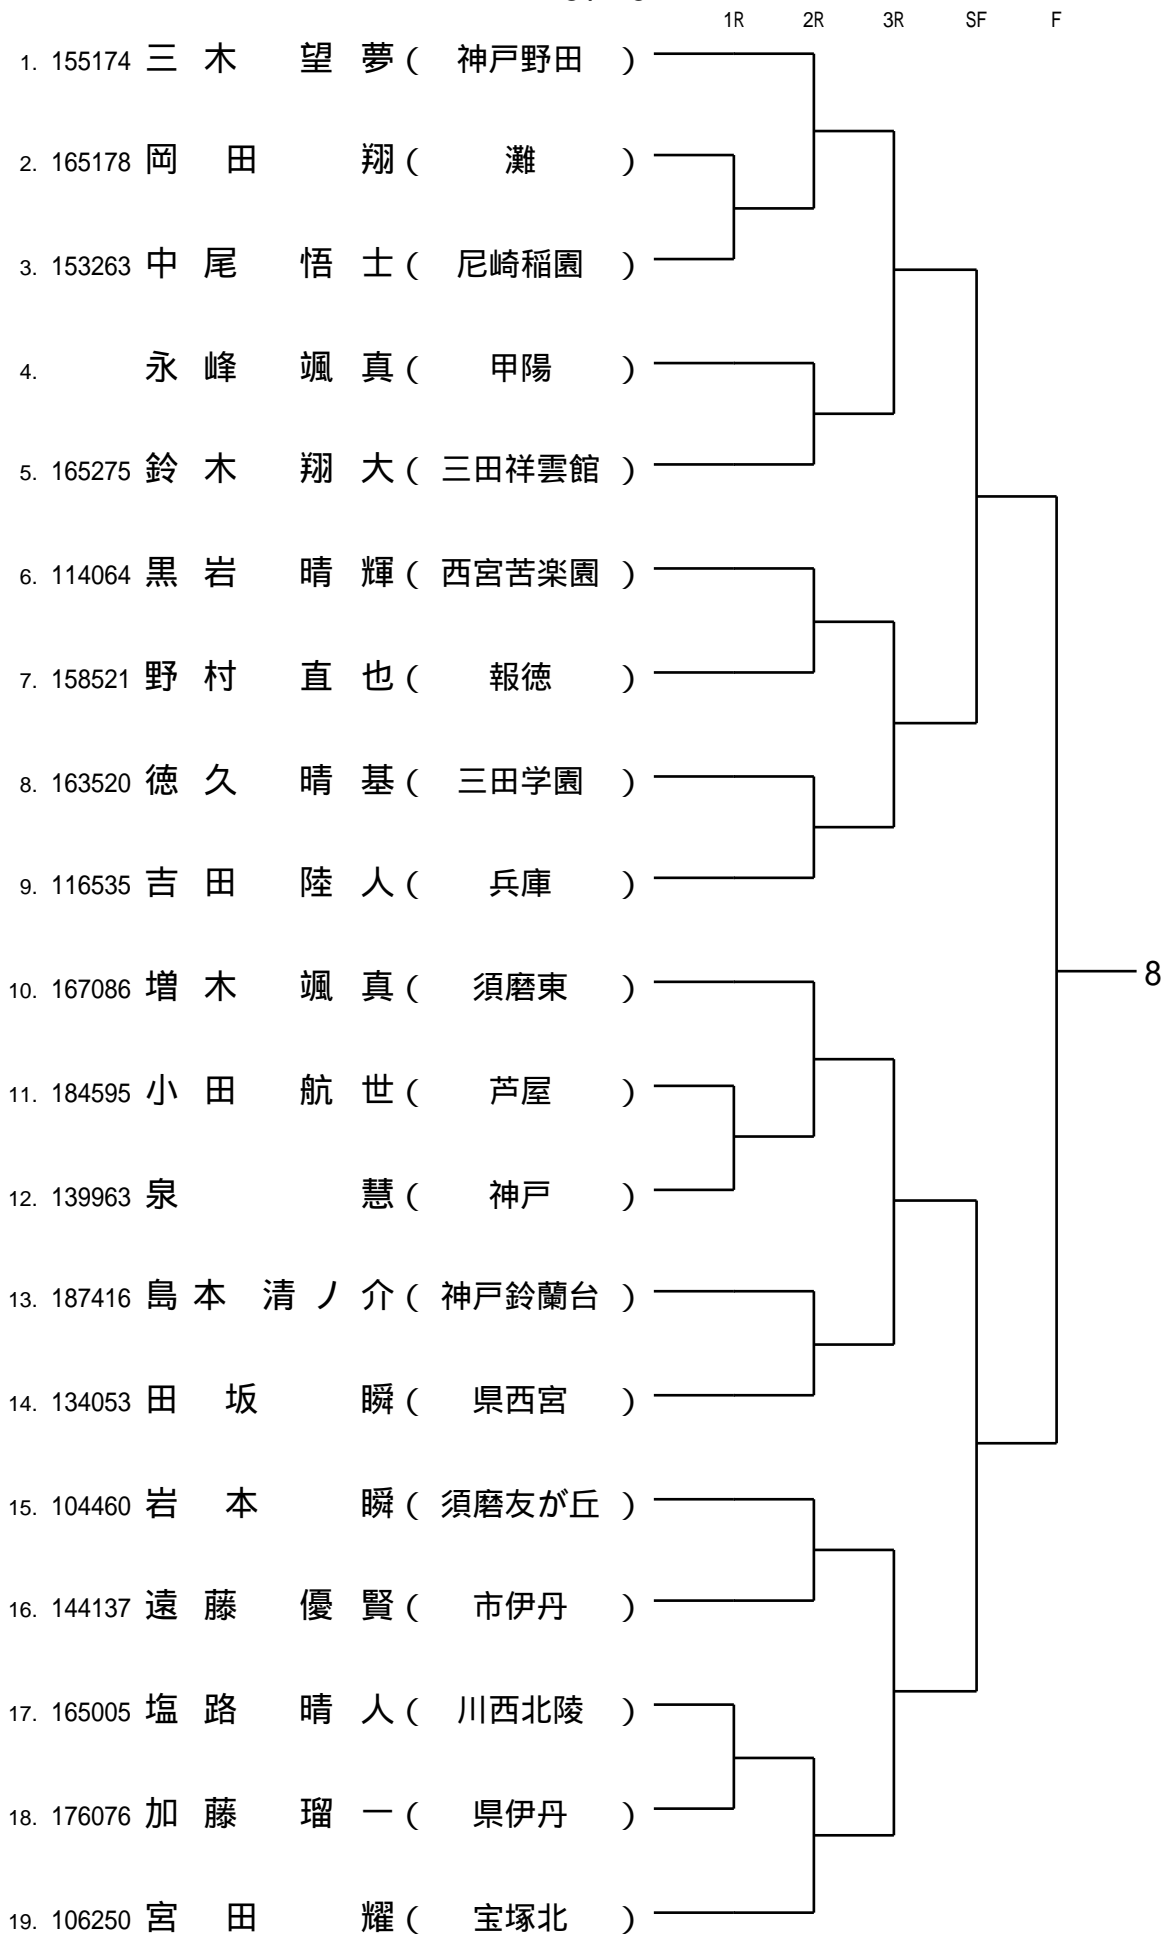 1R 2R 3R SF F
1. 155174 三木 望夢 ( 神戸野田 )
2. 165178 岡田 翔 ( 灘 )
3. 153263 中尾 悟士 ( 尼崎稲園 )
4. 永峰 颯真 ( 甲陽 )
5. 165275 鈴木 翔大 ( 三田祥雲館 )
6. 114064 黒岩 晴輝 ( 西宮苦楽園 )
7. 158521 野村 直也 ( 報徳 )
8. 163520 徳久 晴基 ( 三田学園 )
9. 116535 吉田 陸人 ( 兵庫 )
10. 167086 増木 颯真 ( 須磨東 )
8
11. 184595 小田 航世 ( 芦屋 )
12. 139963 泉 慧 ( 神戸 )
13. 187416 島本 清ノ介 ( 神戸鈴蘭台 )
14. 134053 田坂 瞬 ( 県西宮 )
15. 104460 岩本 瞬 ( 須磨友が丘 )
16. 144137 遠藤 優賢 ( 市伊丹 )
17. 165005 塩路 晴人 ( 川西北陵 )
18. 176076 加藤 瑠一 ( 県伊丹 )
19. 106250 宮田 耀 ( 宝塚北 )